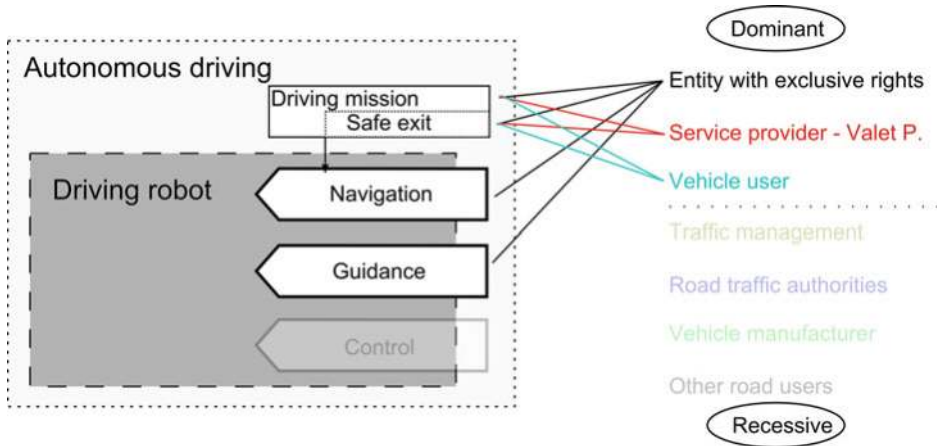 Dominant
Autonomous driving
Entity with exclusive rights
Driving mission
Safe exit
Service provider - Valet P.
Driving robot
Navigation
Vehicle user
Traffic management
Guidance
Road traffic authorities
Control
Vehicle manufacturer
Other road users
Recessive